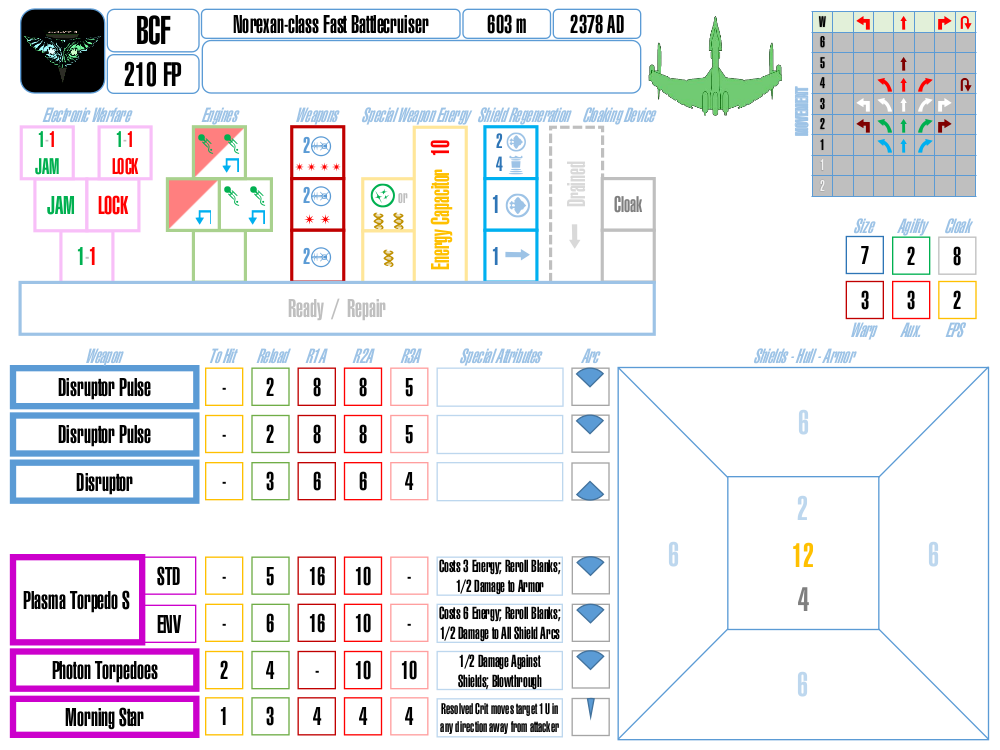 BCF
Norexan-class Fast Battlecruiser
603 m
2378 AD
210 FP
Electronic Warfare
Engines
Weapons
Special Weapon Energy
Shield Regeneration
Cloaking Device
1-1
JAM
1-1
LOCK
JAM
LOCK
1-1
2
2
2
or
Energy Capacitor 10
2
4
1
1
Drained
Cloak
Ready / Repair
MOVEMENT
W
6
5
4
3
2
1
1
2
Size
Agility
Cloak
7
2
8
3
3
2
Warp
Aux.
EPS
Weapon
To Hit
Reload
R1A
R2A
R3A
Special Attributes
Arc
Shields - Hull - Armor
Disruptor Pulse
-
2
8
8
5
Disruptor Pulse
-
2
8
8
5
Disruptor
-
3
6
6
4
Plasma Torpedo S
STD
-
5
16
10
-
Costs 3 Energy; Reroll Blanks;
1/2 Damage to Armor
ENV
-
6
16
10
-
Costs 6 Energy; Reroll Blanks;
1/2 Damage to All Shield Arcs
Photon Torpedoes
2
4
-
10
10
1/2 Damage Against
Shields; Blowthrough
Morning Star
1
3
4
4
4
Resolved Crit moves target 1 U in
any direction away from attacker
6
2
6
12
6
4
6